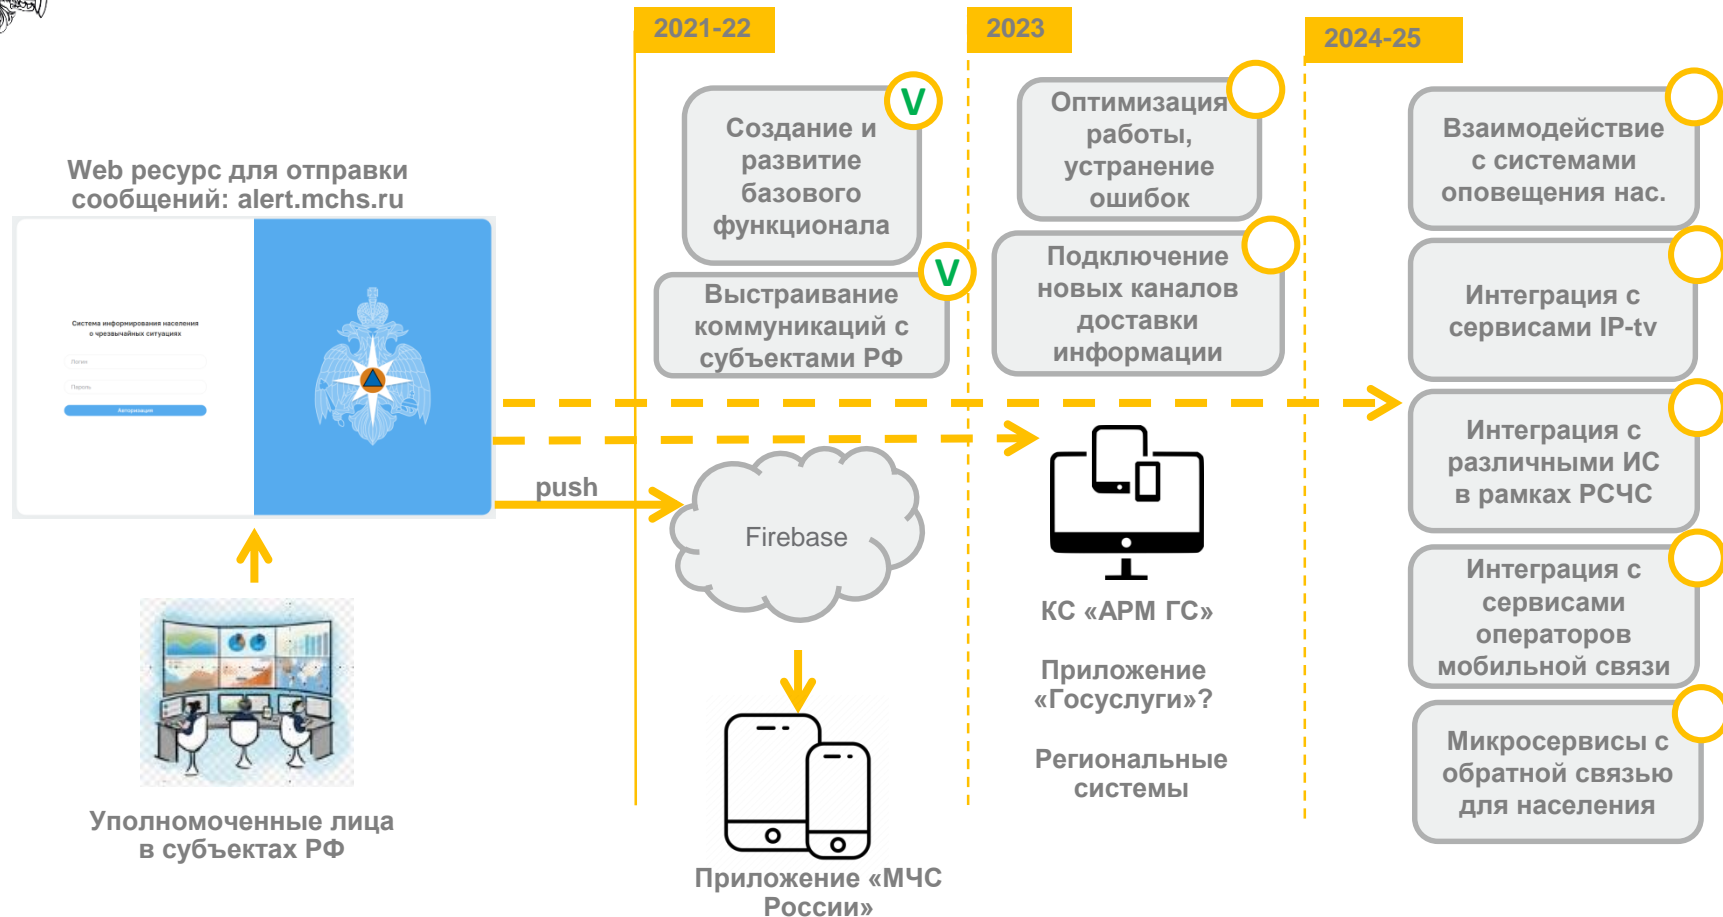 2021-22
2023
2024-25
Web ресурс для отправки
сообщений: alert.mchs.ru
Система информирования населения
о чрезвычайных ситуациях
Логин
Пароль
Авторизация
Уполномоченные лица
в субъектах РФ
V
Создание и
развитие
базового
функционала
V
Выстраивание
коммуникаций с
субъектами РФ
push
Firebase
Приложение «МЧС
России»
Оптимизация
работы,
устранение
ошибок
Подключение
новых каналов
доставки
информации
КС «АРМ ГС»
Приложение
«Госуслуги»?
Региональные
системы
Взаимодействие
с системами
оповещения нас.
Интеграция с
сервисами IP-tv
Интеграция с
различными ИС
в рамках РСЧС
Интеграция с
сервисами
операторов
мобильной связи
Микросервисы с
обратной связью
для населения